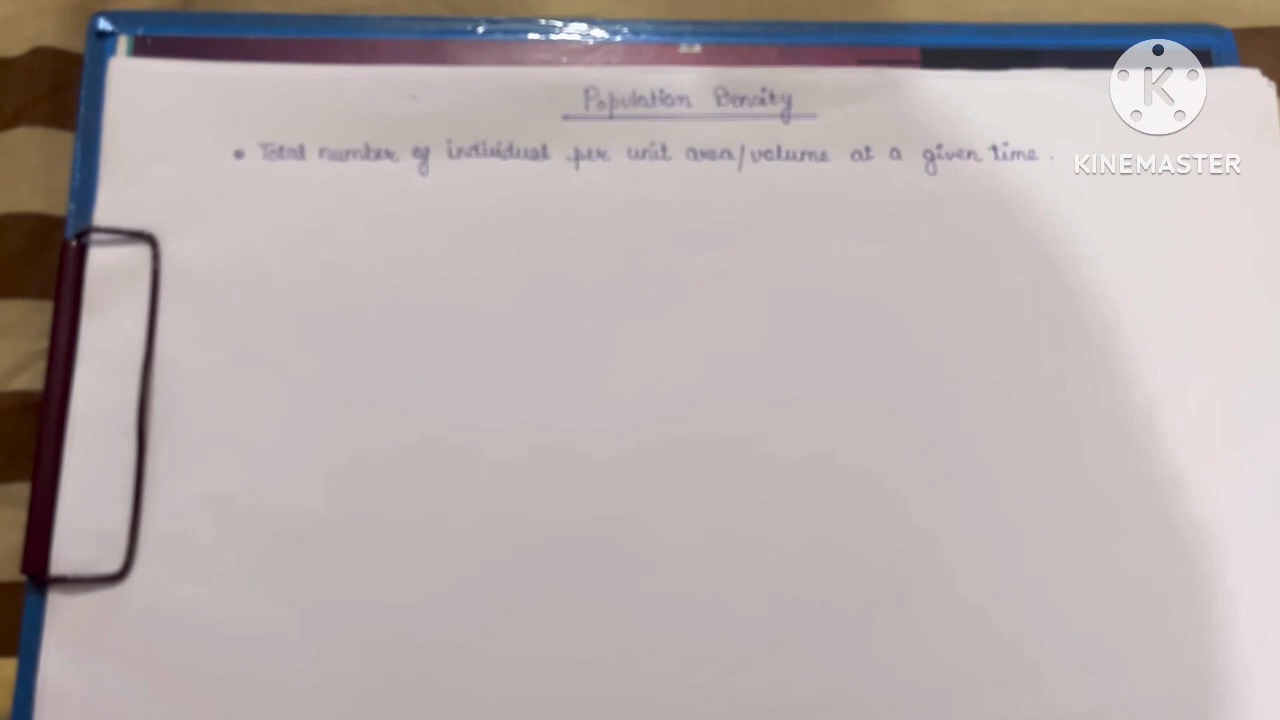 Population Density
• Total number of individual per unit area/volume at a given time.
K
KINEMASTER